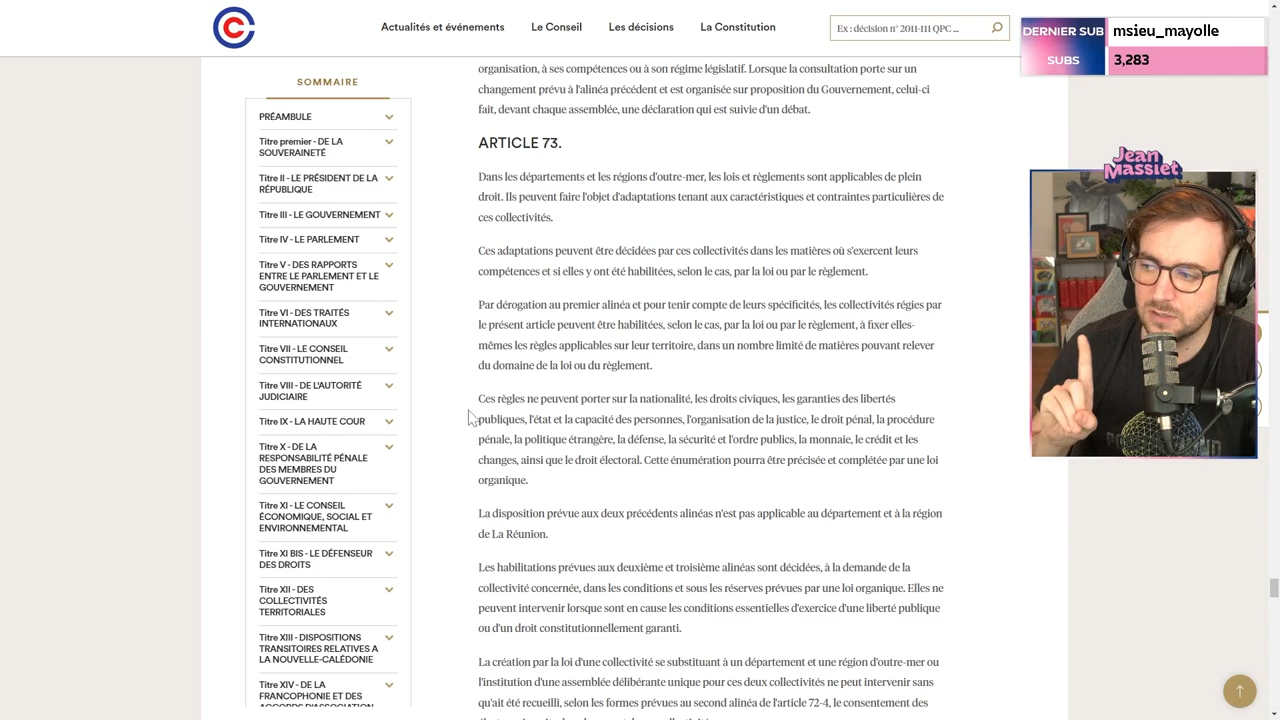 Actualités et événements
Le Conseil
Les décisions
La Constitution
Ex : décision n° 2011-111 QPC ...
DERNIER SUB
msieu_mayolle
SUBS
3,283
Jean
Massiet
SOMMAIRE
PRÉAMBULE
Titre premier - DE LA
SOUVERAINETÉ
Titre II - LE PRÉSIDENT DE LA
RÉPUBLIQUE
Titre III - LE GOUVERNEMENT
Titre IV - LE PARLEMENT
Titre V - DES RAPPORTS
ENTRE LE PARLEMENT ET LE
GOUVERNEMENT
Titre VI - DES TRAITÉS
INTERNATIONAUX
Titre VII - LE CONSEIL
CONSTITUTIONNEL
Titre VIII - DE L'AUTORITÉ
JUDICIAIRE
Titre IX - LA HAUTE COUR
Titre X - DE LA
RESPONSABILITÉ PÉNALE
DES MEMBRES DU
GOUVERNEMENT
Titre XI - LE CONSEIL
ÉCONOMIQUE, SOCIAL ET
ENVIRONNEMENTAL
Titre XI BIS - LE DÉFENSEUR
DES DROITS
Titre XII - DES
COLLECTIVITÉS
TERRITORIALES
Titre XIII - DISPOSITIONS
TRANSITOIRES RELATIVES A
LA NOUVELLE-CALÉDONIE
Titre XIV - DE LA
FRANCOPHONIE ET DES
ACCORDS D'ASSOCIATION
organisation, à ses compétences ou à son régime législatif. Lorsque la consultation porte sur un
changement prévu à l'alinéa précédent et est organisée sur proposition du Gouvernement, celui-ci
fait, devant chaque assemblée, une déclaration qui est suivie d'un débat.
ARTICLE 73.
Dans les départements et les régions d'outre-mer, les lois et règlements sont applicables de plein
droit. Ils peuvent faire l'objet d'adaptations tenant aux caractéristiques et contraintes particulières de
ces collectivités.
Ces adaptations peuvent être décidées par ces collectivités dans les matières où s'exercent leurs
compétences et si elles y ont été habilitées, selon le cas, par la loi ou par le règlement.
Par dérogation au premier alinéa et pour tenir compte de leurs spécificités, les collectivités régies par
le présent article peuvent être habilitées, selon le cas, par la loi ou par le règlement, à fixer elles-
mêmes les règles applicables sur leur territoire, dans un nombre limité de matières pouvant relever
du domaine de la loi ou du règlement.
Ces règles ne peuvent porter sur la nationalité, les droits civiques, les garanties des libertés
publiques, l'état et la capacité des personnes, l'organisation de la justice, le droit pénal, la procédure
pénale, la politique étrangère, la défense, la sécurité et l'ordre publics, la monnaie, le crédit et les
changes, ainsi que le droit électoral. Cette énumération pourra être précisée et complétée par une loi
organique.
La disposition prévue aux deux précédents alinéas n'est pas applicable au département et à la région
de La Réunion.
Les habilitations prévues aux deuxième et troisième alinéas sont décidées, à la demande de la
collectivité concernée, dans les conditions et sous les réserves prévues par une loi organique. Elles ne
peuvent intervenir lorsque sont en cause les conditions essentielles d'exercice d'une liberté publique
ou d'un droit constitutionnellement garanti.
La création par la loi d'une collectivité se substituant à un département et une région d'outre-mer ou
l'institution d'une assemblée délibérante unique pour ces deux collectivités ne peut intervenir sans
qu'ait été recueilli, selon les formes prévues au second alinéa de l'article 72-4, le consentement des